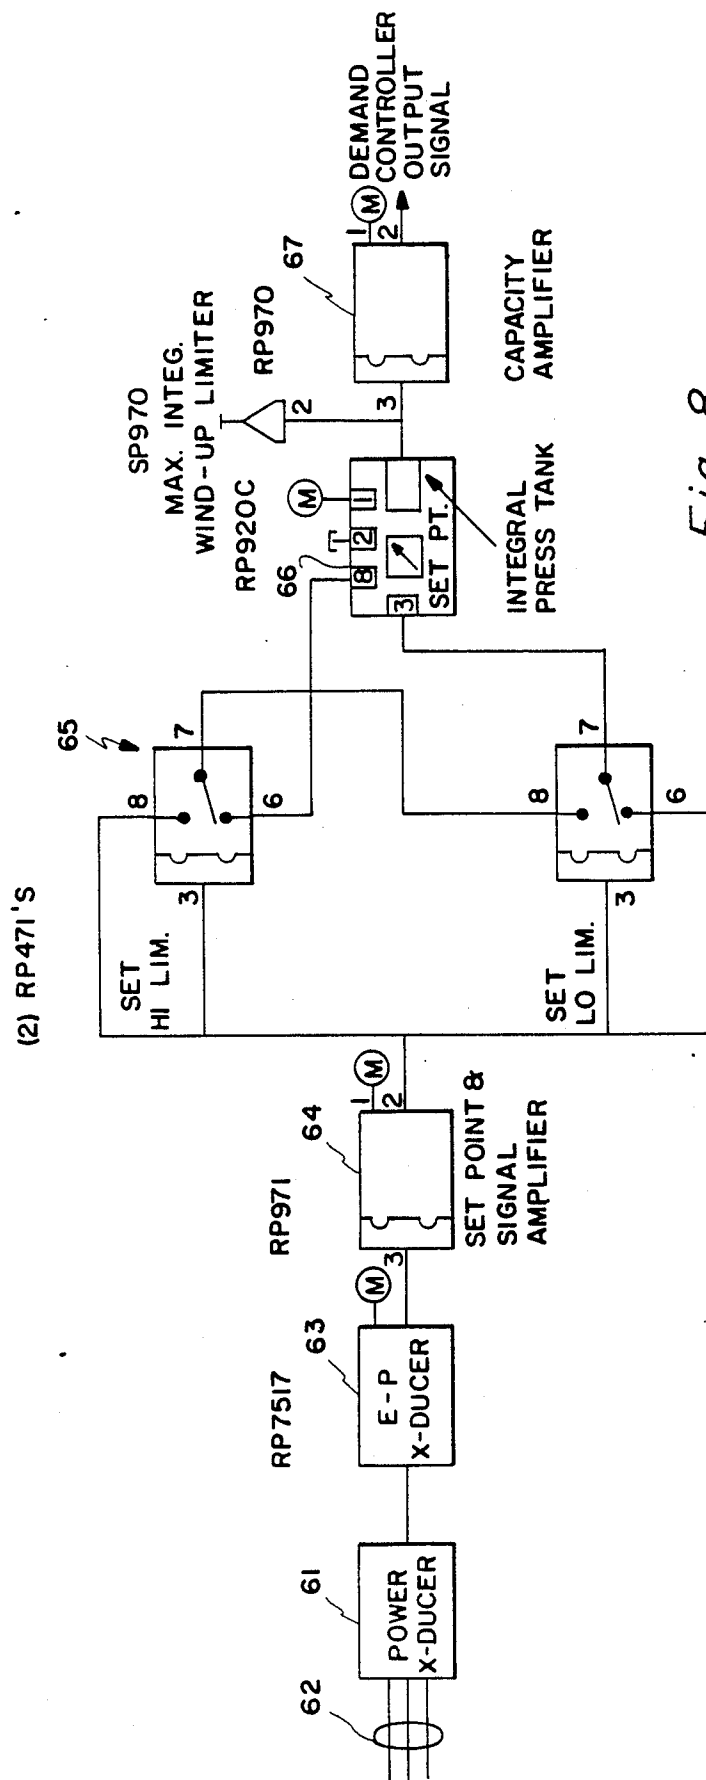 62
61
POWER
X-DUCER
RP7517
63
E-P
X-DUCER
M
3
RP971
64
1
M
2
SET POINT &
SIGNAL
AMPLIFIER
(2) RP471'S
SET
HI LIM.
3
8
6
7
65
SET
LO LIM.
3
8
6
7
RP920C
66
8
2
1
M
3
SET PT.
INTEGRAL
PRESS TANK
SP970
MAX. INTEG.
WIND-UP LIMITER
2
RP970
3
67
1
M
2
CAPACITY
AMPLIFIER
DEMAND
CONTROLLER
OUTPUT
SIGNAL